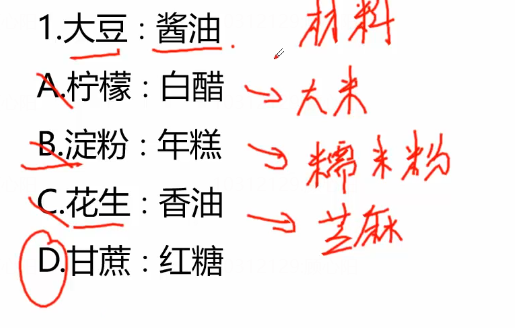 1.大豆：酱油 材料
A.柠檬：白醋 → 大米
B.淀粉：年糕 → 糯米粉
C.花生：香油 → 芝麻
D.甘蔗：红糖